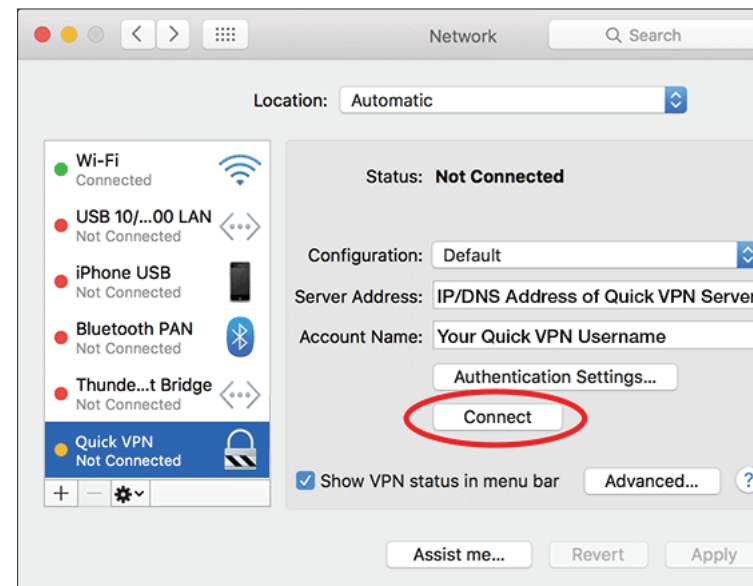 Network
Search
Location: Automatic
Wi-Fi
Connected
USB 10/...00 LAN
Not Connected
iPhone USB
Not Connected
Bluetooth PAN
Not Connected
Thunde...t Bridge
Not Connected
Quick VPN
Not Connected
Status: Not Connected
Configuration: Default
Server Address: IP/DNS Address of Quick VPN Server
Account Name: Your Quick VPN Username
Authentication Settings...
Connect
Show VPN status in menu bar
Advanced...
?
Assist me...
Revert
Apply